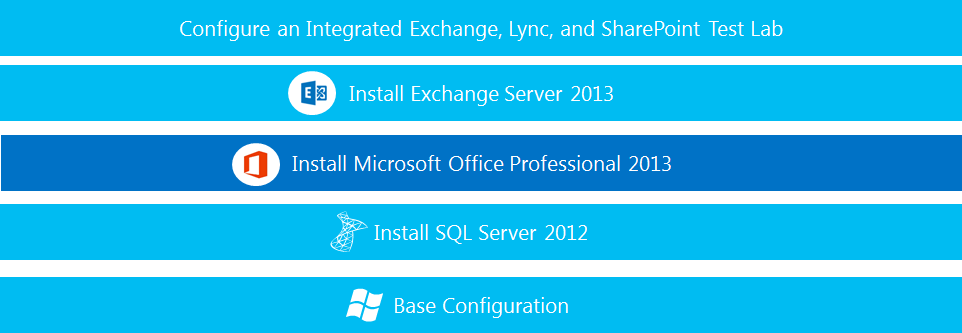 Configure an Integrated Exchange, Lync, and SharePoint Test Lab
Install Exchange Server 2013
Install Microsoft Office Professional 2013
Install SQL Server 2012
Base Configuration